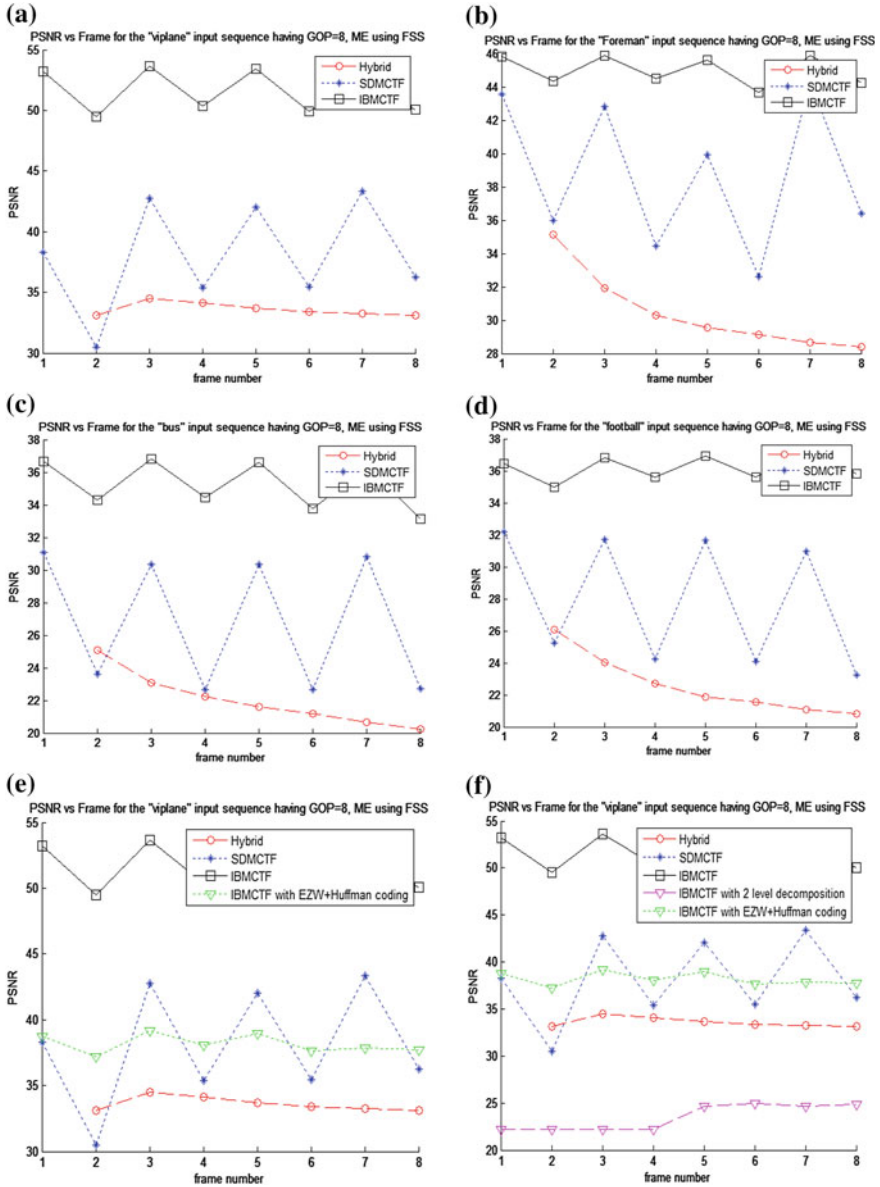 (a)
PSNR vs Frame for the "viplane" input sequence having GOP=8, ME using FSS
55
50
45
40
35
30
PSNR
Hybrid
SDMCTF
IBMCTF
1 2 3 4 5 6 7 8
frame number
(b)
PSNR vs Frame for the "Foreman" input sequence having GOP=8, ME using FSS
46
44
42
40
38
36
34
32
30
28
PSNR
Hybrid
SDMCTF
IBMCTF
1 2 3 4 5 6 7 8
frame number
(c)
PSNR vs Frame for the "bus" input sequence having GOP=8, ME using FSS
38
36
34
32
30
28
26
24
22
20
PSNR
Hybrid
SDMCTF
IBMCTF
1 2 3 4 5 6 7 8
frame number
(d)
PSNR vs Frame for the "football" input sequence having GOP=8, ME using FSS
38
36
34
32
30
28
26
24
22
20
PSNR
Hybrid
SDMCTF
IBMCTF
1 2 3 4 5 6 7 8
frame number
(e)
PSNR vs Frame for the "viplane" input sequence having GOP=8, ME using FSS
55
50
45
40
35
30
PSNR
Hybrid
SDMCTF
IBMCTF
IBMCTF with EZW+Huffman coding
1 2 3 4 5 6 7 8
frame number
(f)
PSNR vs Frame for the "viplane" input sequence having GOP=8, ME using FSS
55
50
45
40
35
30
25
20
PSNR
Hybrid
SDMCTF
IBMCTF
IBMCTF with 2 level decomposition
IBMCTF with EZW+Huffman coding
1 2 3 4 5 6 7 8
frame number